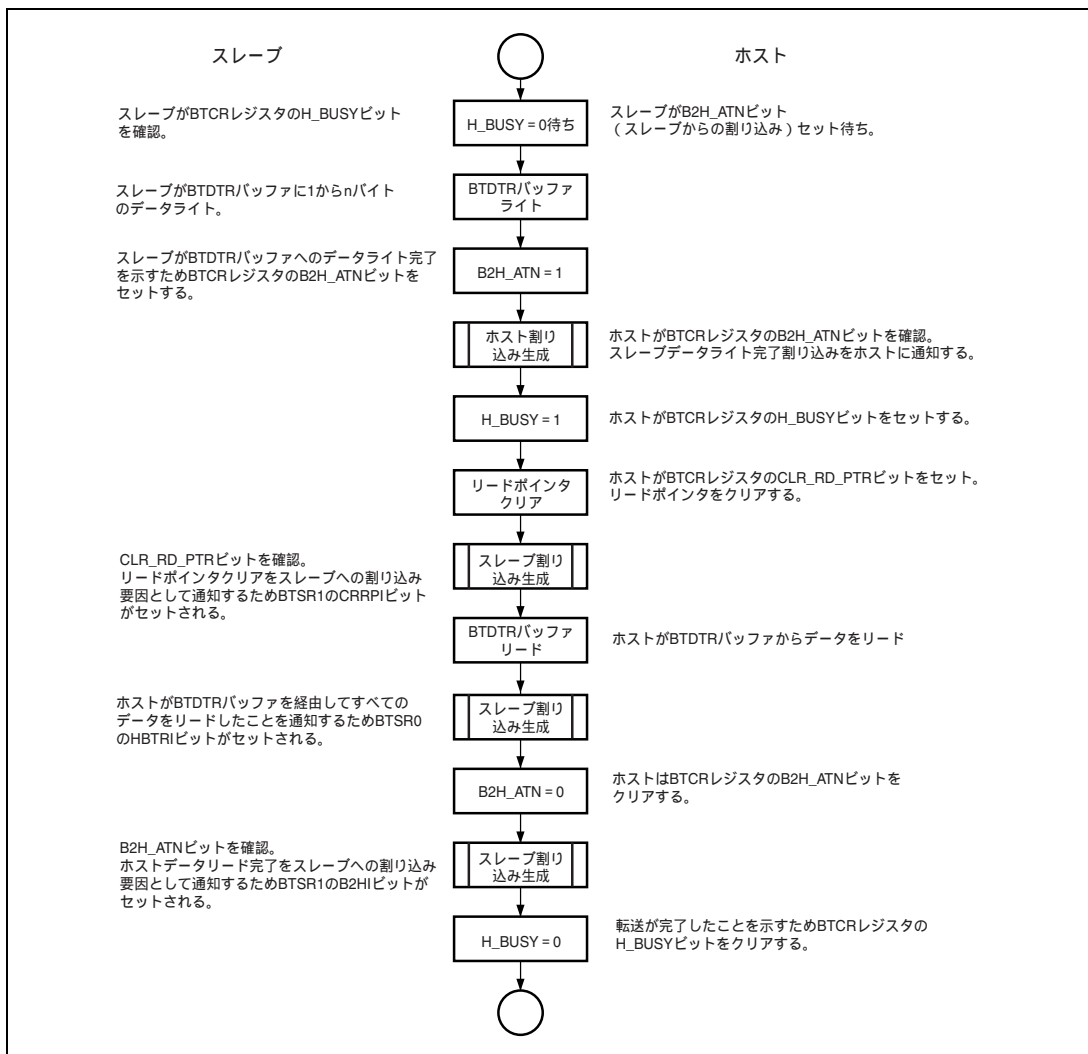 スレーブ
ホスト
スレーブがBTCRレジスタのH_BUSYビット
を確認。
H_BUSY = 0待ち
スレーブがB2H_ATNビット
(スレーブからの割り込み)セット待ち。
スレーブがBTDTRバッファに1からnバイト
のデータライト。
BTDTRバッファ
ライト
スレーブがBTDTRバッファへのデータライト完了
を示すためBTCRレジスタのB2H_ATNビットを
セットする。
B2H_ATN = 1
ホスト割り
込み生成
ホストがBTCRレジスタのB2H_ATNビットを確認。
スレーブデータライト完了割り込みをホストに通知する。
H_BUSY = 1
ホストがBTCRレジスタのH_BUSYビットをセットする。
リードポインタ
クリア
ホストがBTCRレジスタのCLR_RD_PTRビットをセット。
リードポインタをクリアする。
CLR_RD_PTRビットを確認。
リードポインタクリアをスレーブへの割り込み
要因として通知するためBTSR1のCRRPIビット
がセットされる。
スレーブ割り
込み生成
BTDTRバッファ
リード
ホストがBTDTRバッファからデータをリード
ホストがBTDTRバッファを経由してすべての
データをリードしたことを通知するためBTSR0
のHBTRIビットがセットされる。
スレーブ割り
込み生成
B2H_ATN = 0
ホストはBTCRレジスタのB2H_ATNビットを
クリアする。
B2H_ATNビットを確認。
ホストデータリード完了をスレーブへの割り込み
要因として通知するためBTSR1のB2HIビットが
セットされる。
スレーブ割り
込み生成
H_BUSY = 0
転送が完了したことを示すためBTCRレジスタの
H_BUSYビットをクリアする。